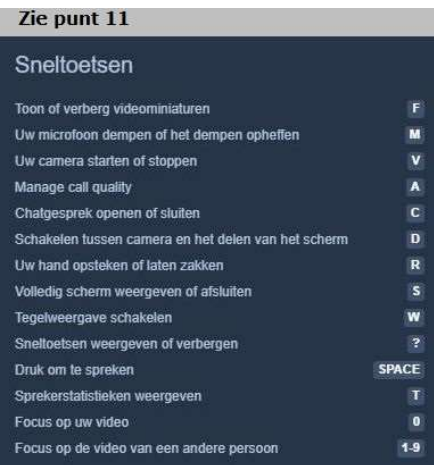 Zie punt 11
Sneltoetsen
Toon of verberg videominiaturen F
Uw microfoon dempen of het dempen opheffen M
Uw camera starten of stoppen V
Manage call quality A
Chatgesprek openen of sluiten C
Schakelen tussen camera en het delen van het scherm D
Uw hand opsteken of laten zakken R
Volledig scherm weergeven of afsluiten S
Tegelweergave schakelen W
Sneltoetsen weergeven of verbergen ?
Druk om te spreken SPACE
Sprekerstatistieken weergeven T
Focus op uw video 0
Focus op de video van een andere persoon 1-9